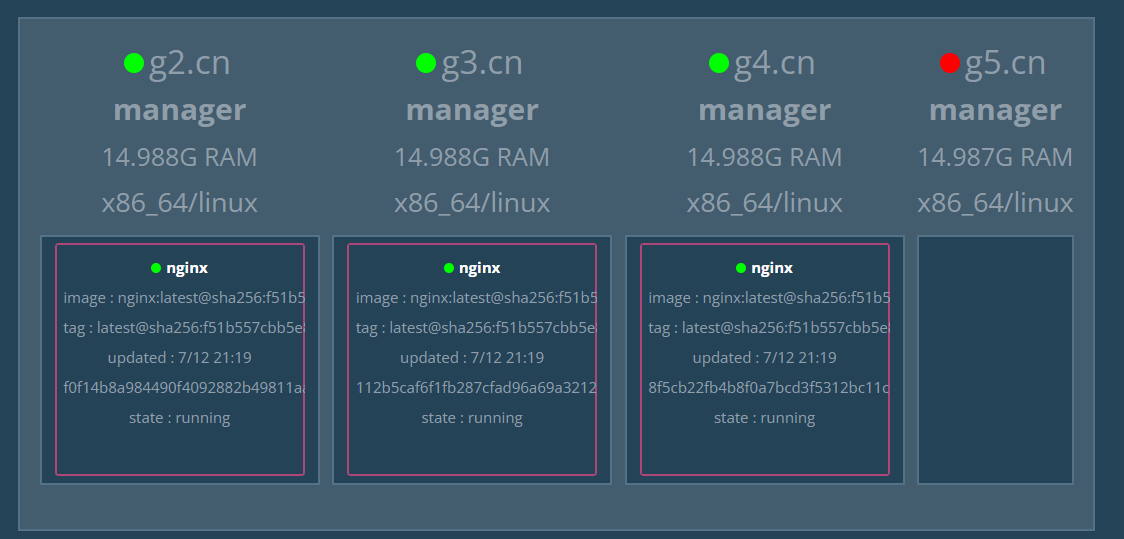 g2.cn
manager
14.988G RAM
x86_64/linux
nginx
image : nginx:latest@sha256:f51b5
tag : latest@sha256:f51b557cbb5e
updated : 7/12 21:19
f0f14b8a984490f4092882b49811a
state : running
g3.cn
manager
14.988G RAM
x86_64/linux
nginx
image : nginx:latest@sha256:f51b5
tag : latest@sha256:f51b557cbb5e
updated : 7/12 21:19
112b5caf6f1fb287cfad96a69a3212
state : running
g4.cn
manager
14.988G RAM
x86_64/linux
nginx
image : nginx:latest@sha256:f51b5
tag : latest@sha256:f51b557cbb5e
updated : 7/12 21:19
8f5cb22fb4b8f0a7bcd3f5312bc11c
state : running
g5.cn
manager
14.987G RAM
x86_64/linux